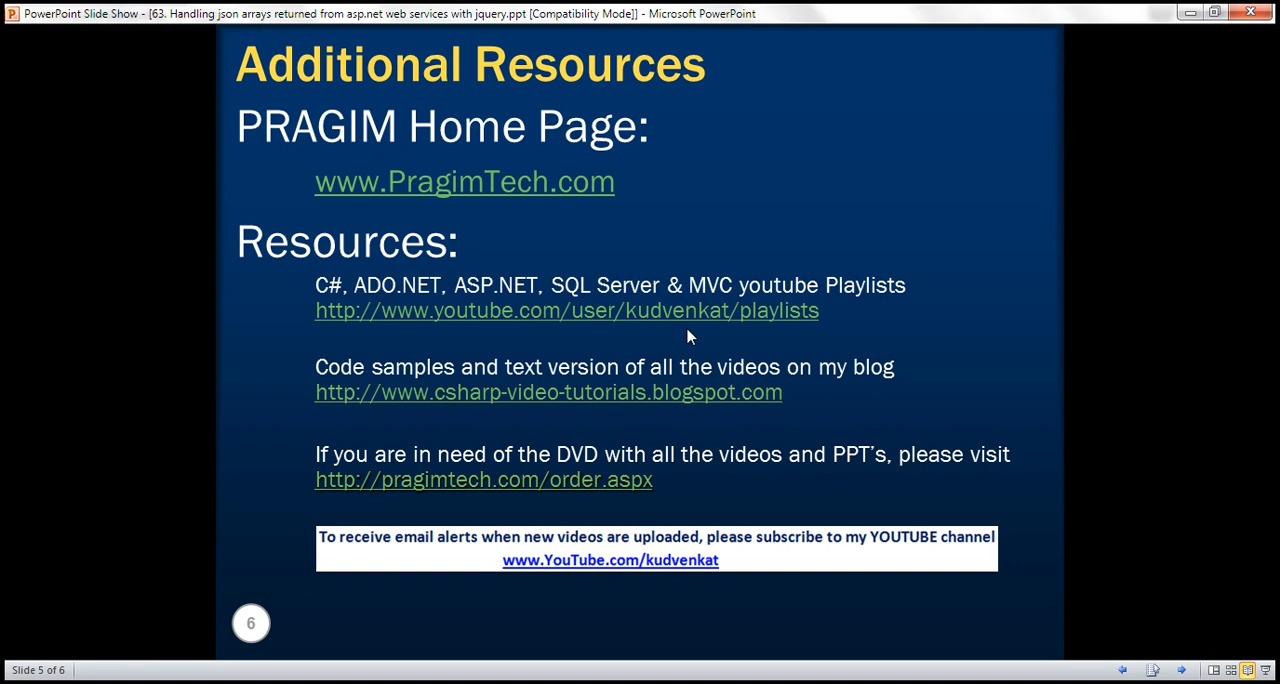 PowerPoint Slide Show - [63. Handling json arrays returned from asp.net web services with jquery.ppt [Compatibility Mode]] - Microsoft PowerPoint
Additional Resources
PRAGIM Home Page:
www.PragimTech.com
Resources:
C#, ADO.NET, ASP.NET, SQL Server & MVC youtube Playlists
http://www.youtube.com/user/kudvenkat/playlists
Code samples and text version of all the videos on my blog
http://www.csharp-video-tutorials.blogspot.com
If you are in need of the DVD with all the videos and PPT’s, please visit
http://pragimtech.com/order.aspx
To receive email alerts when new videos are uploaded, please subscribe to my YOUTUBE channel
www.YouTube.com/kudvenkat
6
Slide 5 of 6